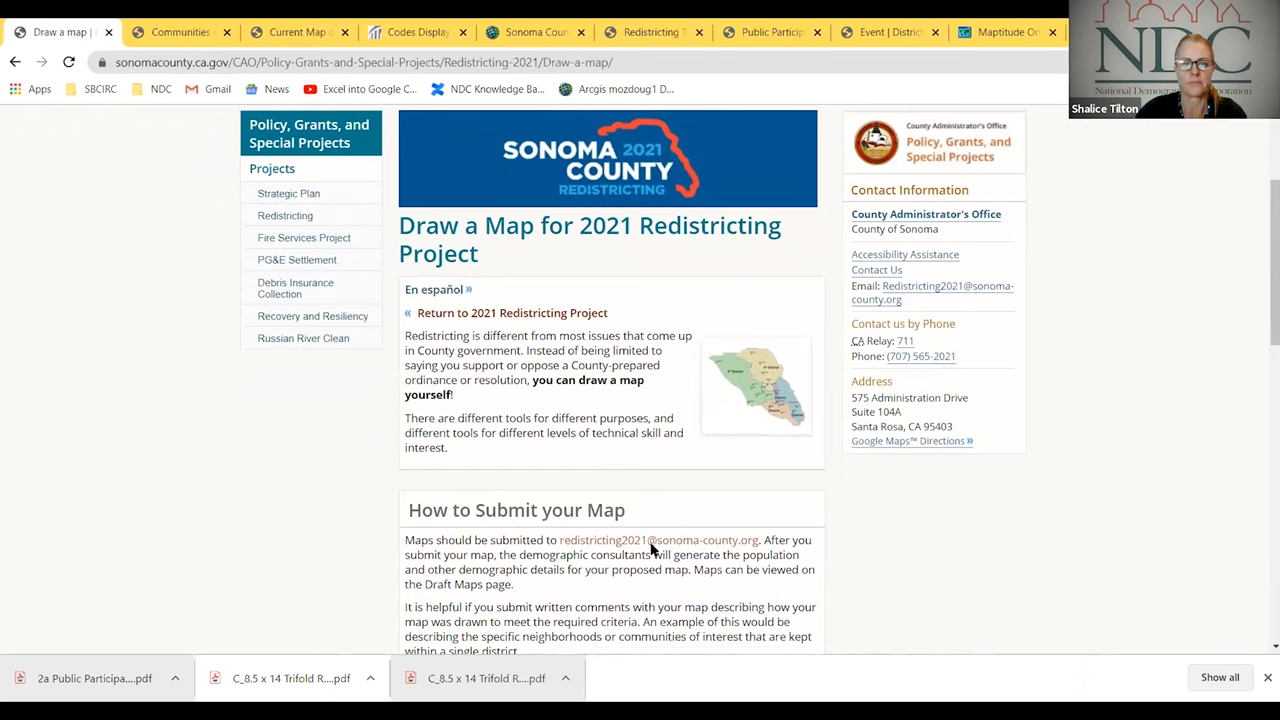 Draw a map |
Communities
Current Map o
Codes Display
Sonoma Coun
Redistricting T
Public Particip
Event | District
Maptitude On
sonomacounty.ca.gov/CAO/Policy-Grants-and-Special-Projects/Redistricting-2021/Draw-a-map/
Apps
SBCIRC
NDC
Gmail
News
Excel into Google C...
NDC Knowledge Ba...
Arcgis mozdoug1 D...
NDC
Shalice Tilton
Policy, Grants, and
Special Projects
Projects
Strategic Plan
Redistricting
Fire Services Project
PG&E Settlement
Debris Insurance
Collection
Recovery and Resiliency
Russian River Clean
SONOMA 2021
COUNTY
REDISTRICTING
Draw a Map for 2021 Redistricting
Project
En español »
« Return to 2021 Redistricting Project
Redistricting is different from most issues that come up
in County government. Instead of being limited to
saying you support or oppose a County-prepared
ordinance or resolution, you can draw a map
yourself!
There are different tools for different purposes, and
different tools for different levels of technical skill and
interest.
How to Submit your Map
Maps should be submitted to redistricting2021@sonoma-county.org. After you
submit your map, the demographic consultants will generate the population
and other demographic details for your proposed map. Maps can be viewed on
the Draft Maps page.
It is helpful if you submit written comments with your map describing how your
map was drawn to meet the required criteria. An example of this would be
describing the specific neighborhoods or communities of interest that are kept
within a single district
County Administrator's Office
Policy, Grants, and
Special Projects
Contact Information
County Administrator's Office
County of Sonoma
Accessibility Assistance
Contact Us
Email: Redistricting2021@sonoma-
county.org
Contact us by Phone
CA Relay: 711
Phone: (707) 565-2021
Address
575 Administration Drive
Suite 104A
Santa Rosa, CA 95403
Google Maps™ Directions »
2a Public Participa....pdf
C_8.5 x 14 Trifold R....pdf
C_8.5 x 14 Trifold R....pdf
Show all